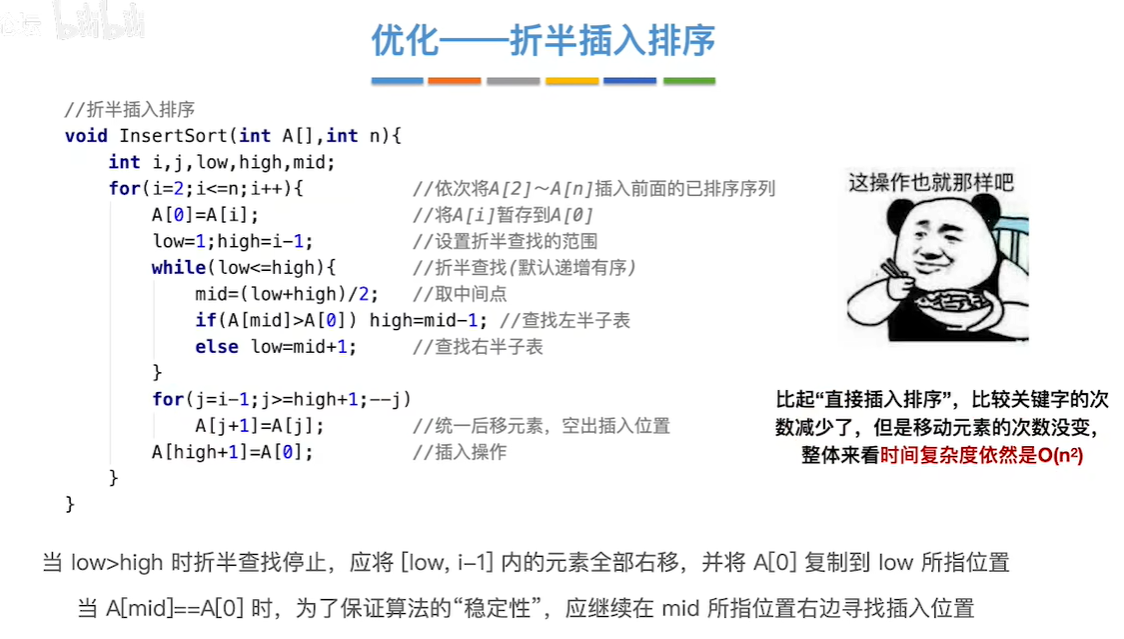 bilibili
优化——折半插入排序
//折半插入排序
void InsertSort(int A[],int n){
int i,j,low,high,mid;
for(i=2;i<=n;i++){ //依次将A[2]～A[n]插入前面的已排序序列
A[0]=A[i]; //将A[i]暂存到A[0]
low=1;high=i-1; //设置折半查找的范围
while(low<=high){ //折半查找(默认递增有序)
mid=(low+high)/2; //取中间点
if(A[mid]>A[0]) high=mid-1; //查找左半子表
else low=mid+1; //查找右半子表
}
for(j=i-1;j>=high+1;--j)
A[j+1]=A[j]; //统一后移元素，空出插入位置
A[high+1]=A[0]; //插入操作
}
}
这操作也就那样吧
比起“直接插入排序”，比较关键字的次
数减少了，但是移动元素的次数没变，
整体来看时间复杂度依然是O(n²)
当 low>high 时折半查找停止，应将 [low, i-1] 内的元素全部右移，并将 A[0] 复制到 low 所指位置
当 A[mid]==A[0] 时，为了保证算法的“稳定性”，应继续在 mid 所指位置右边寻找插入位置